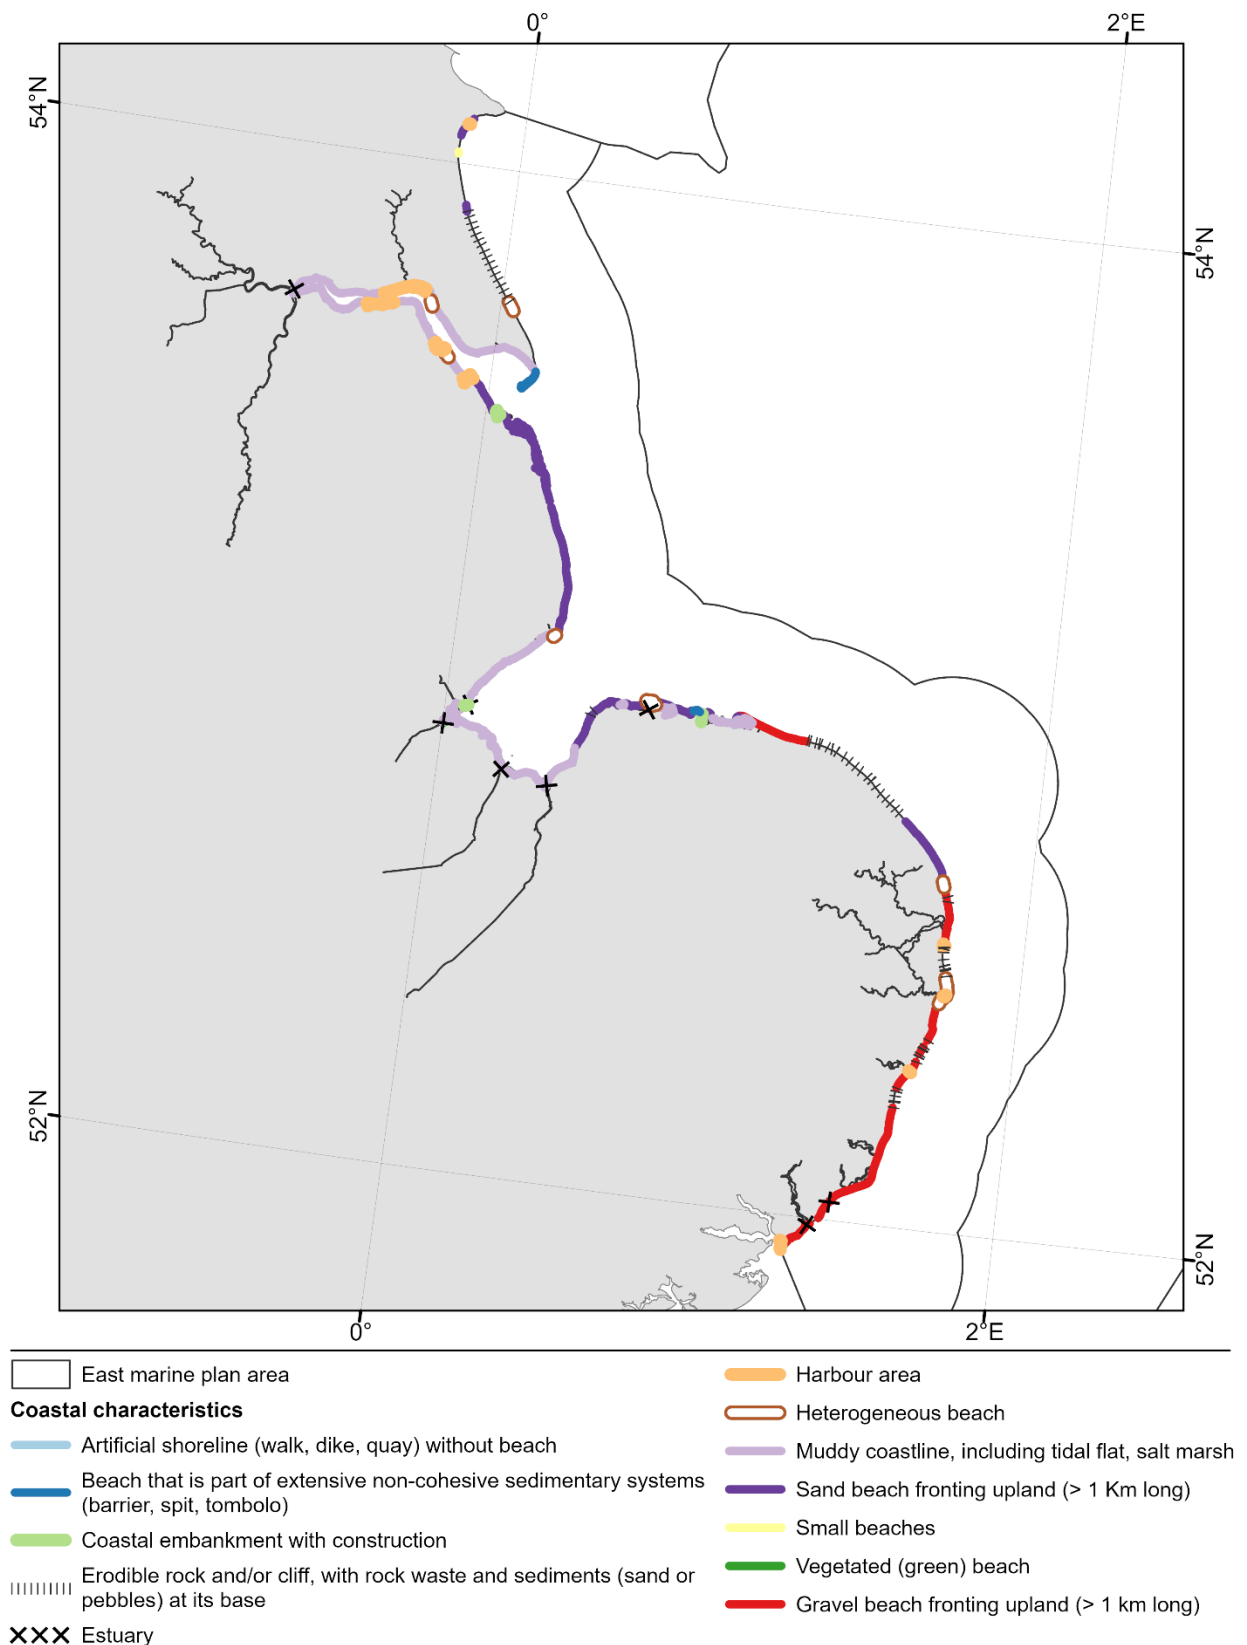 0°
2°E
54°N
54°N
52°N
52°N
0°
2°E
East marine plan area
Coastal characteristics
Artificial shoreline (walk, dike, quay) without beach
Beach that is part of extensive non-cohesive sedimentary systems
(barrier, spit, tombolo)
Coastal embankment with construction
Erodible rock and/or cliff, with rock waste and sediments (sand or
pebbles) at its base
Estuary
Harbour area
Heterogeneous beach
Muddy coastline, including tidal flat, salt marsh
Sand beach fronting upland (> 1 Km long)
Small beaches
Vegetated (green) beach
Gravel beach fronting upland (> 1 km long)